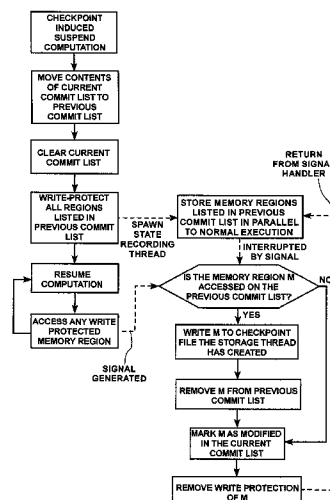 CHECKPOINT
INDUCED
SUSPEND
COMPUTATION
MOVE CONTENTS
OF CURRENT
COMMIT LIST TO
PREVIOUS
COMMIT LIST
CLEAR CURRENT
COMMIT LIST
WRITE-PROTECT
ALL REGIONS
LISTED IN
PREVIOUS COMMIT
LIST
SPAWN
STATE
RECORDING
THREAD
RESUME
COMPUTATION
ACCESS ANY WRITE
PROTECTED
MEMORY REGION
SIGNAL
GENERATED
RETURN
FROM SIGNA
HANDLER
STORE MEMORY REGIONS
LISTED IN PREVIOUS
COMMIT LIST IN PARALLEL
TO NORMAL EXECUTION
INTERRUPTED
BY SIGNAL
IS THE MEMORY REGION M
ACCESSED ON THE
PREVIOUS COMMIT LIST?
NO
YES
WRITE M TO CHECKPOINT
FILE THE STORAGE THREAD
HAS CREATED
REMOVE M FROM PREVIOUS
COMMIT LIST
MARK M AS MODIFIED
IN THE CURRENT
COMMIT LIST
REMOVE WRITE PROTECTION
OF M